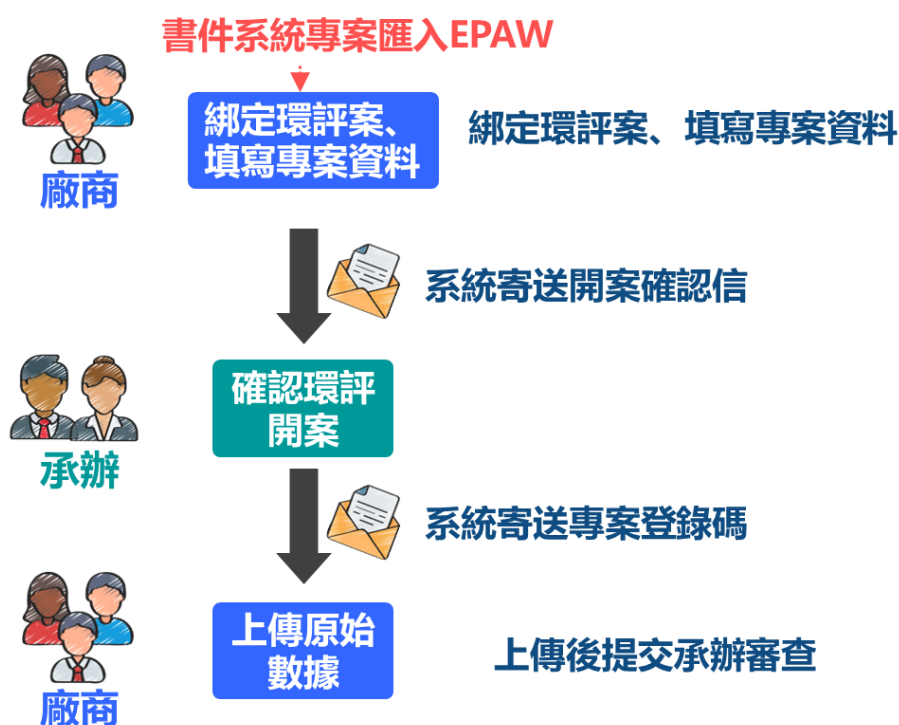 書件系統專案匯入EPAW
綁定環評案、
填寫專案資料
綁定環評案、填寫專案資料
廠商
系統寄送開案確認信
確認環評
開案
承辦
系統寄送專案登錄碼
上傳原始
數據
上傳後提交承辦審查
廠商